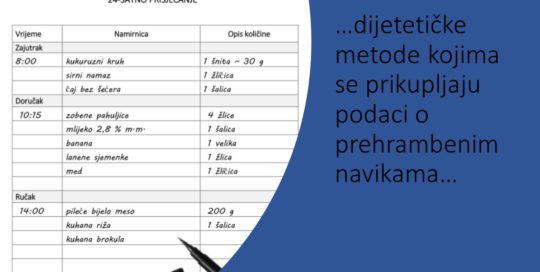 24-SATNO PRISJEĆANJE
Vrijeme Namirnica Opis količine
Zajutrak
8:00 kukuruzni kruh 1 šnita ~ 30 g
sirni namaz 1 žličica
čaj bez šećera 1 šalica
Doručak
10:15 zobene pahuljice 4 žlice
mlijeko 2,8 % m.m. 1 šalica
banana 1 velika
lanene sjemenke 1 žlica
med 1 žličica
Ručak
14:00 pileće bijelo meso 200 g
kuhana riža 1 šalica
kuhana brokula
...dijetetičke
metode kojima
se prikupljaju
podaci o
prehrambenim
navikama...